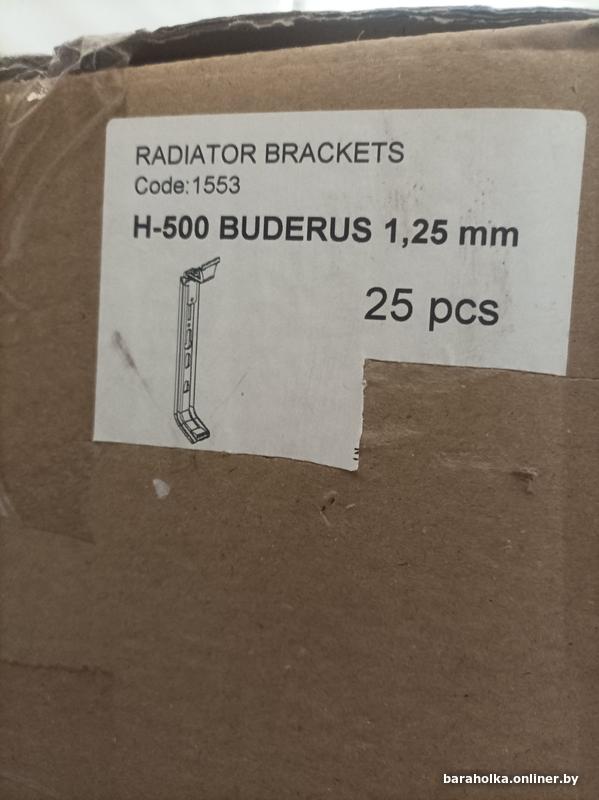 RADIATOR BRACKETS
Code:1553
H-500 BUDERUS 1,25 mm
25 pcs
baraholka.onliner.by